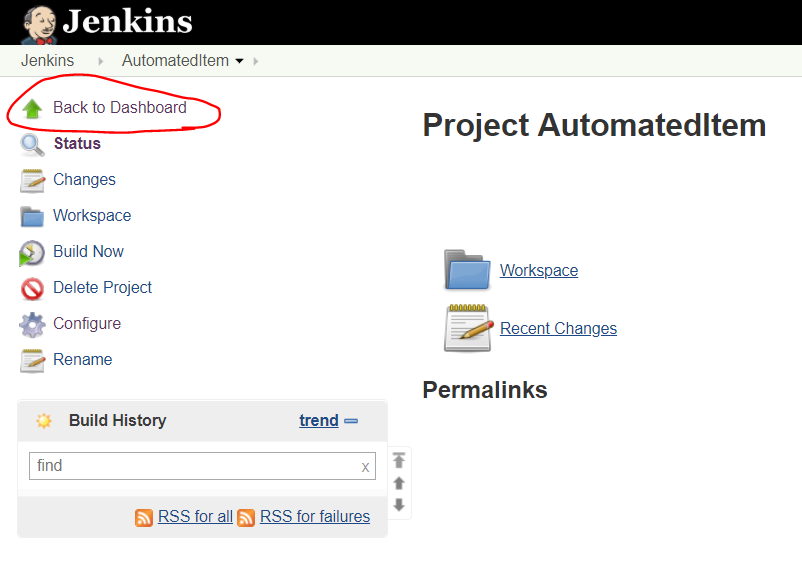 Jenkins
Jenkins AutomatedItem
Back to Dashboard
Status
Changes
Workspace
Build Now
Delete Project
Configure
Rename
Build History trend
find x
RSS for all RSS for failures
Project AutomatedItem
Workspace
Recent Changes
Permalinks